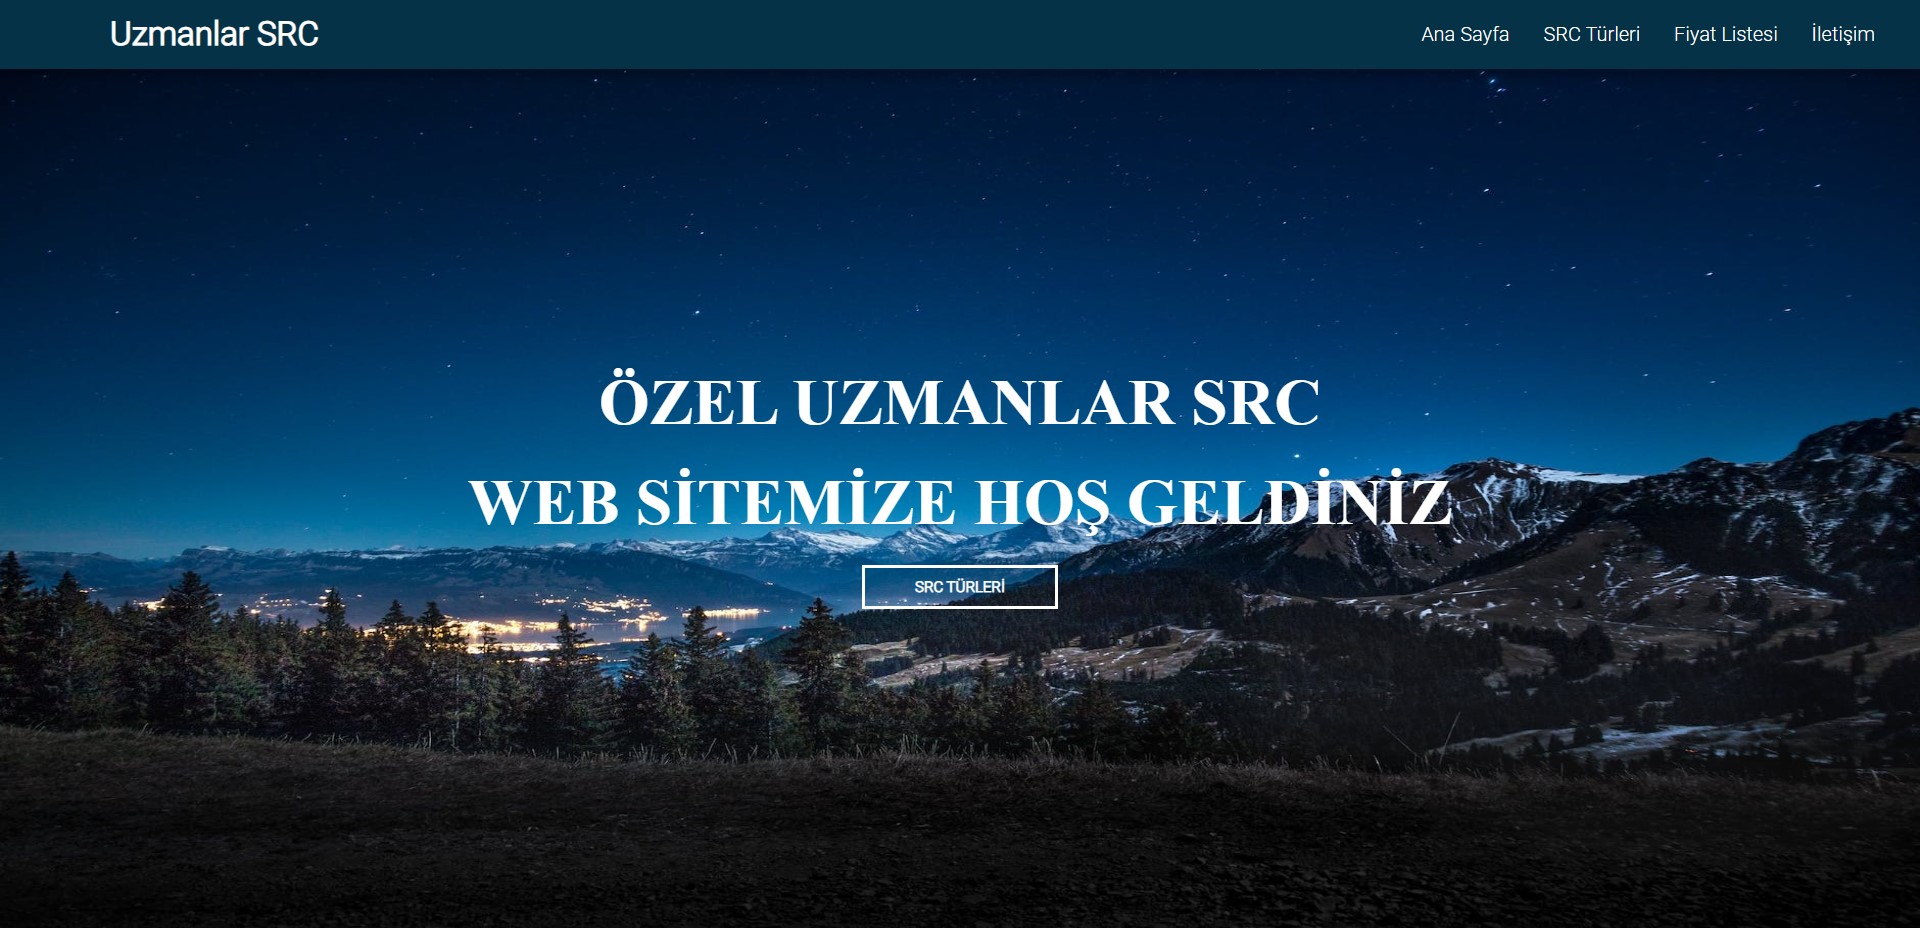 Uzmanlar SRC
Ana Sayfa
SRC Türleri
Fiyat Listesi
İletişim
ÖZEL UZMANLAR SRC
WEB SİTEMİZE HOŞ GELDİNİZ
SRC TÜRLERİ